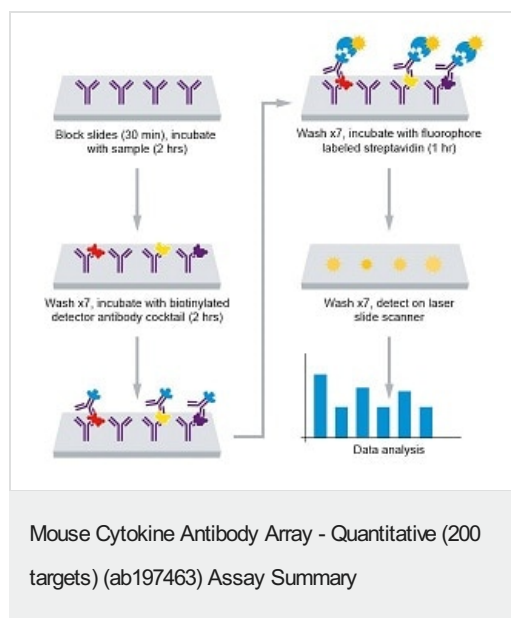 Block slides (30 min), incubate
with sample (2 hrs)
Wash x7, incubate with biotinylated
detector antibody cocktail (2 hrs)
Wash x7, incubate with fluorophore
labeled streptavidin (1 hr)
Wash x7, detect on laser
slide scanner
Data analysis
Mouse Cytokine Antibody Array - Quantitative (200
targets) (ab197463) Assay Summary